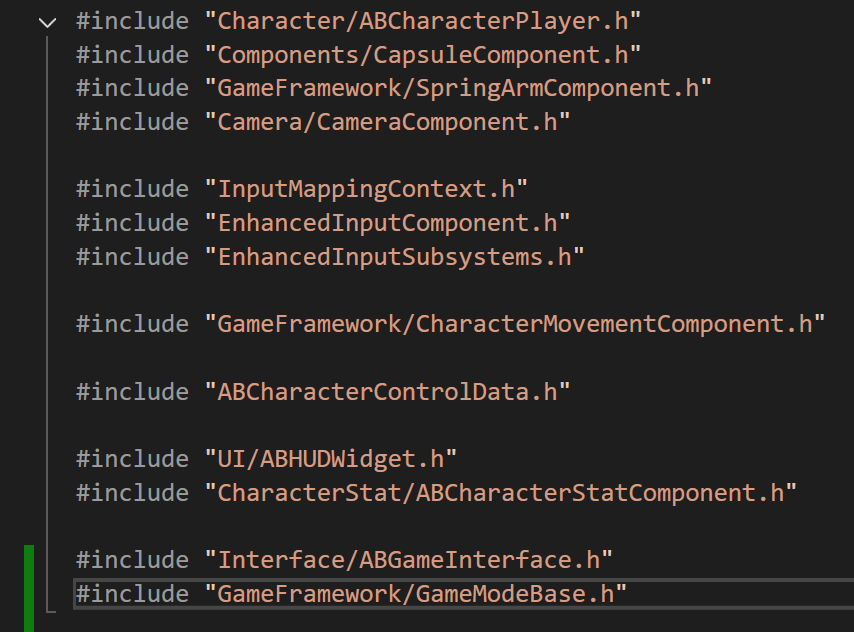 #include "Character/ABCharacterPlayer.h"
#include "Components/CapsuleComponent.h"
#include "GameFramework/SpringArmComponent.h"
#include "Camera/CameraComponent.h"
#include "InputMappingContext.h"
#include "EnhancedInputComponent.h"
#include "EnhancedInputSubsystems.h"
#include "GameFramework/CharacterMovementComponent.h"
#include "ABCharacterControlData.h"
#include "UI/ABHUDWidget.h"
#include "CharacterStat/ABCharacterStatComponent.h"
#include "Interface/ABGameInterface.h"
#include "GameFramework/GameModeBase.h"